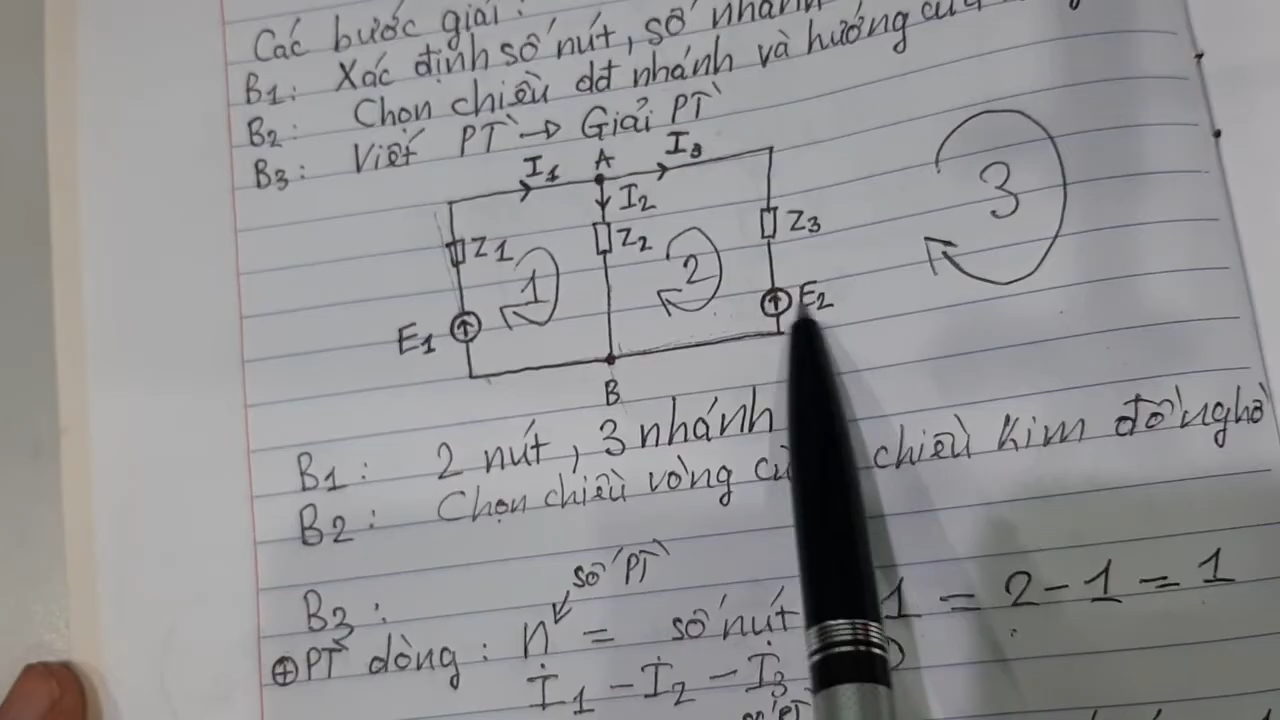 Các bước giải:
B1: Xác định số nút, số nhánh
B2: Chọn chiều dđ nhánh và hướng của
B3: Viết PT → Giải PT
I1 A I3
I2
Z1 Z2 Z3
1 2 3
E1 E2
B
B1: 2 nút, 3 nhánh
B2: Chọn chiều vòng chiều kim đồng hồ
số PT
B3:
⊕PT dòng: n = số nút 1 = 2 - 1 = 1
İ1 - İ2 - İ3
số PT